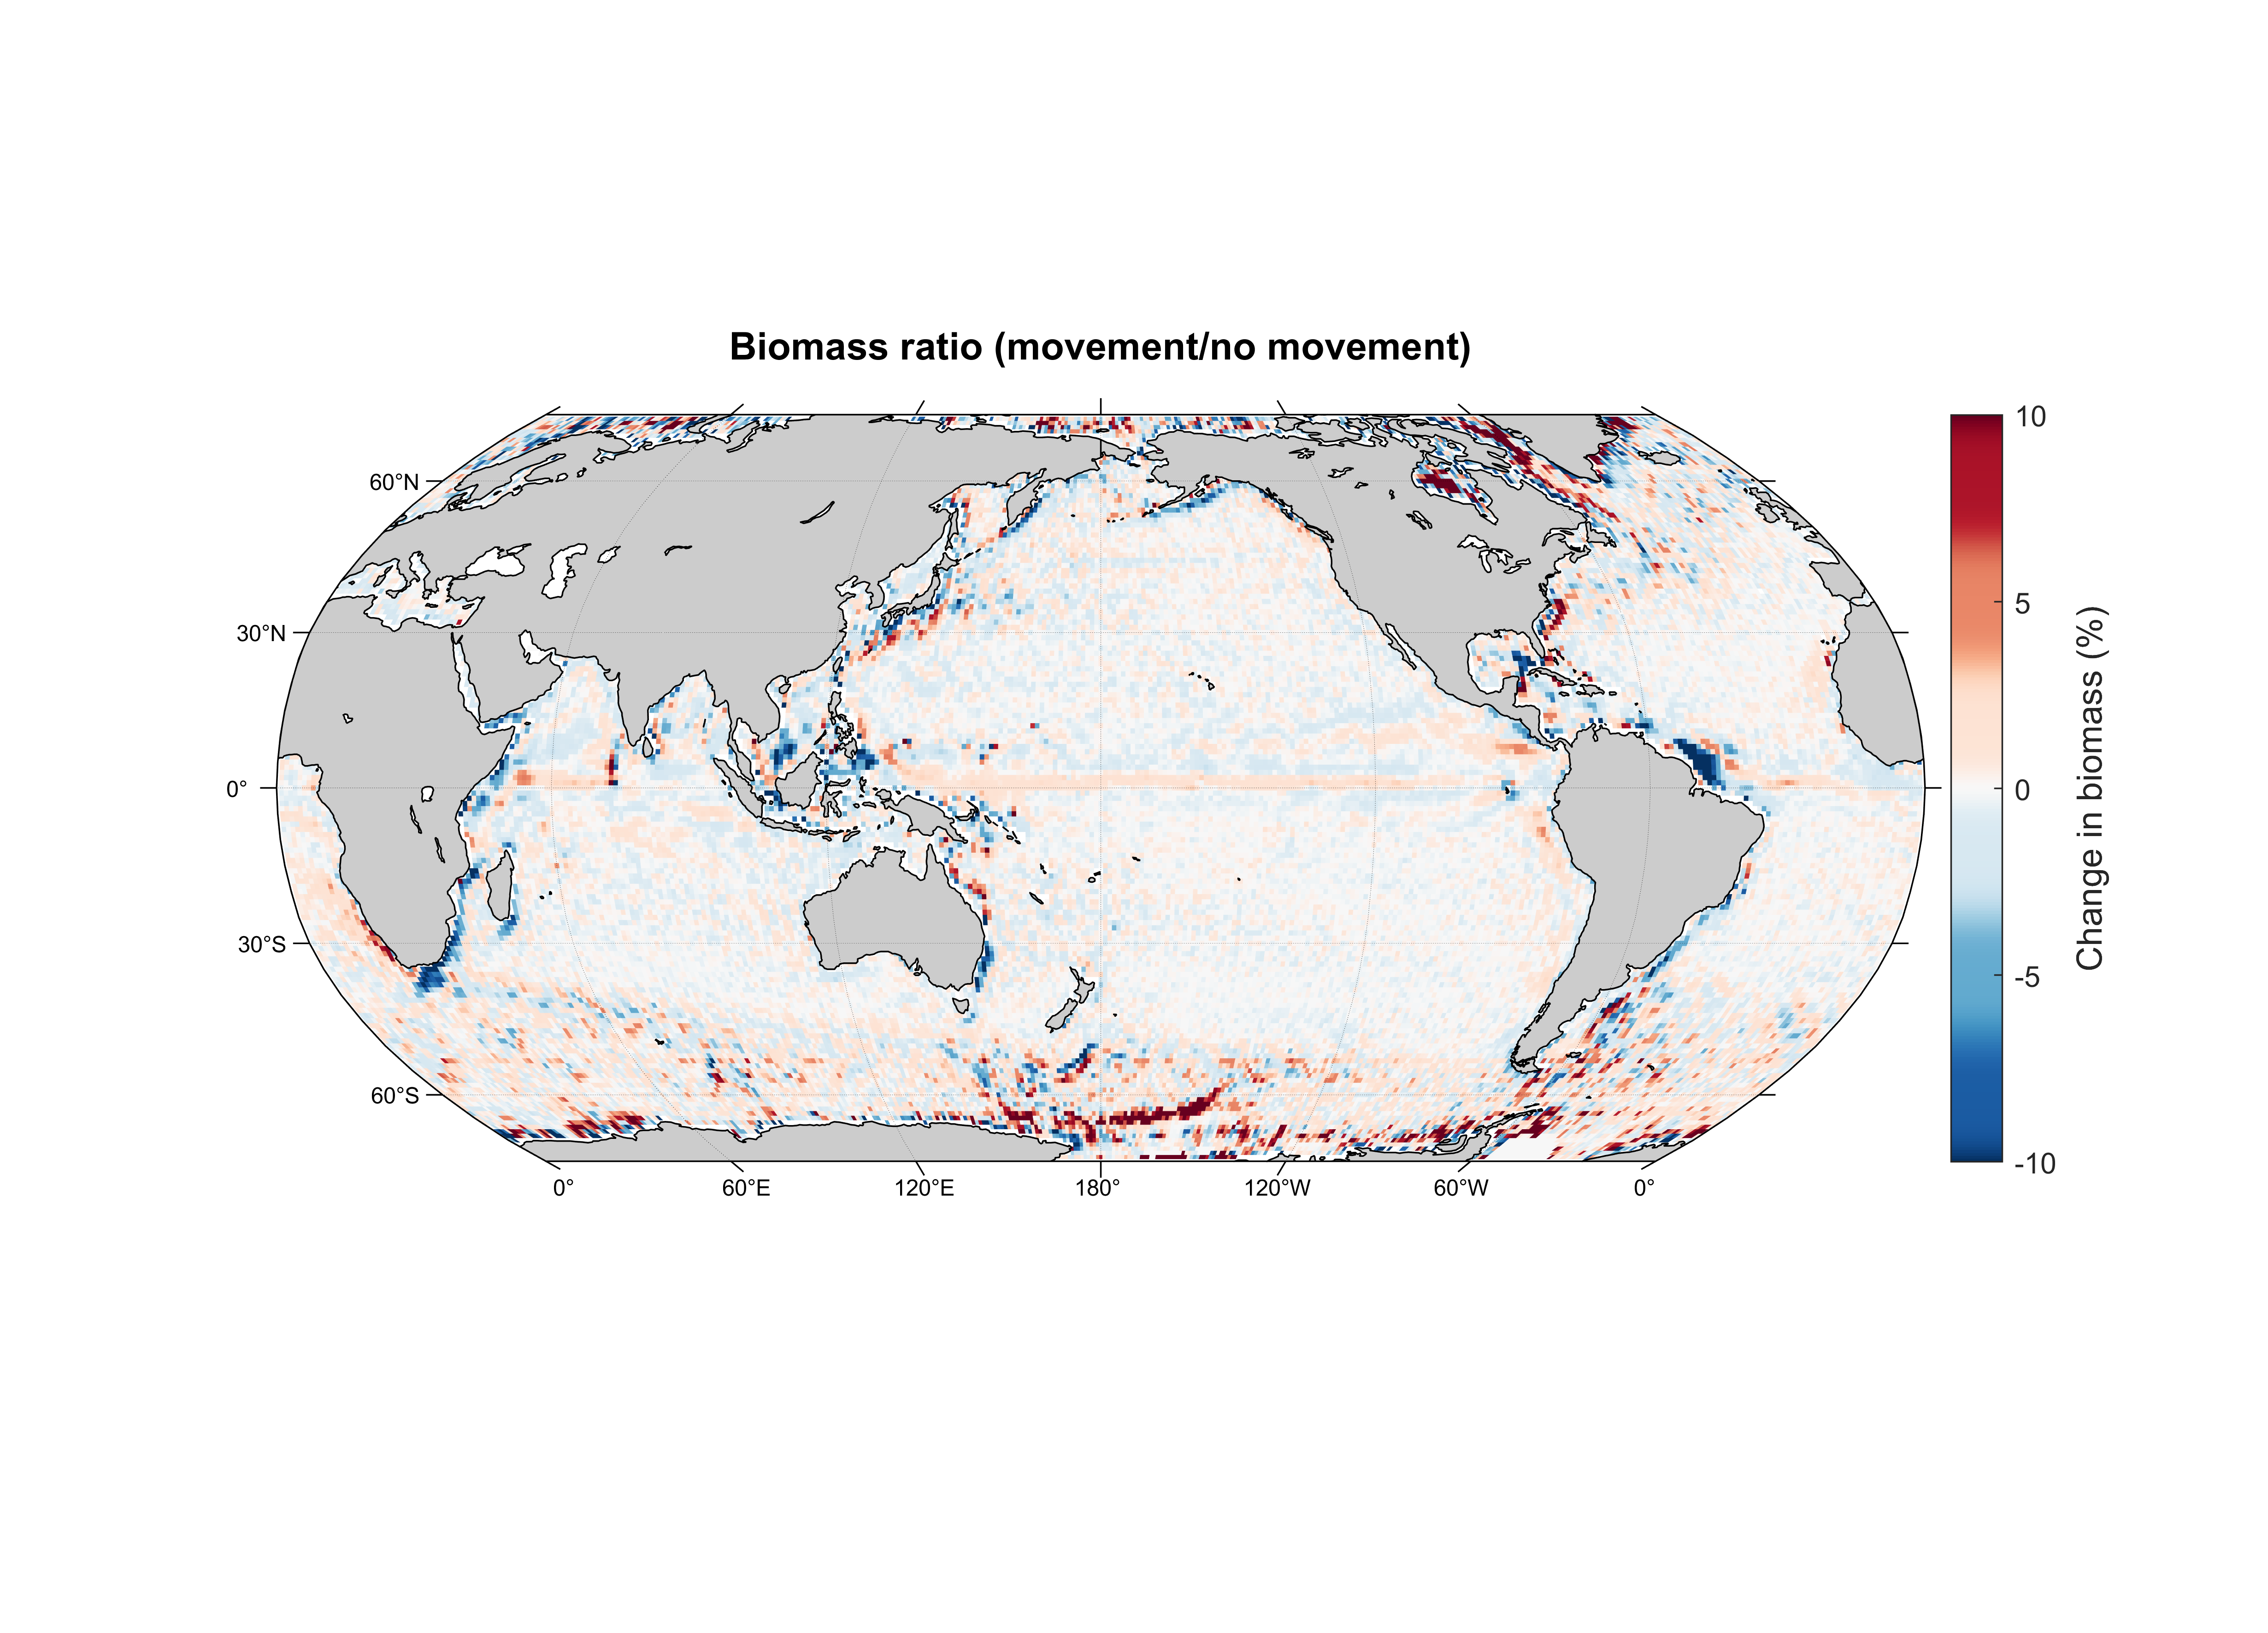 Biomass ratio (movement/no movement)
60°N
30°N
0°
30°S
60°S
0°
60°E
120°E
180°
120°W
60°W
0°
10
5
0
-5
-10
Change in biomass (%)